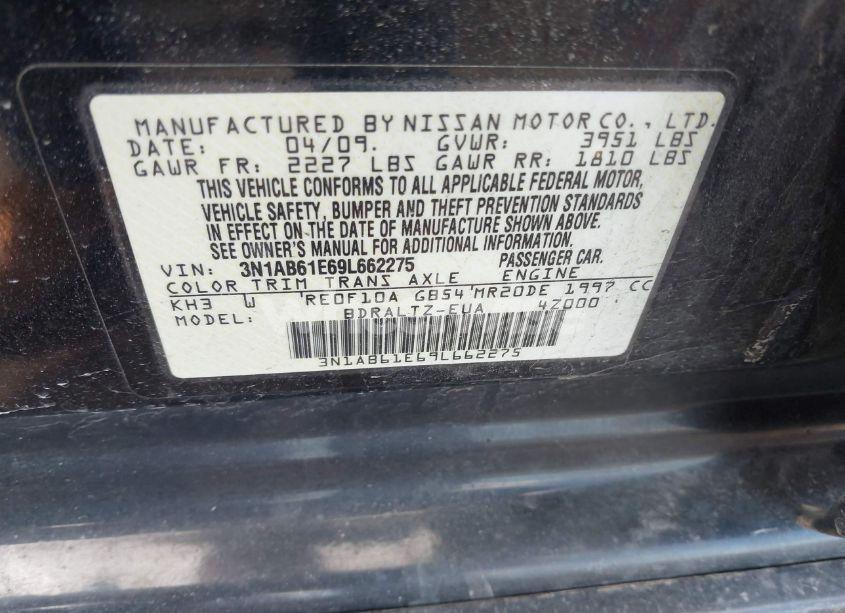 MANUFACTURED BY NISSAN MOTOR CO., LTD.
DATE: 04/09. GVWR: 3951 LBS
GAWR FR: 2227 LBS GAWR RR: 1810 LBS
THIS VEHICLE CONFORMS TO ALL APPLICABLE FEDERAL MOTOR,
VEHICLE SAFETY, BUMPER AND THEFT PREVENTION STANDARDS
IN EFFECT ON THE DATE OF MANUFACTURE SHOWN ABOVE.
SEE OWNER'S MANUAL FOR ADDITIONAL INFORMATION.
VIN: 3N1AB61E69L662275 PASSENGER CAR.
COLOR TRIM TRANS AXLE ENGINE
KH3 W RE0F10A GB54 MR20DE 1997 CC
MODEL: BDRALTZ-EUA 4Z000
3N1AB61E69L662275